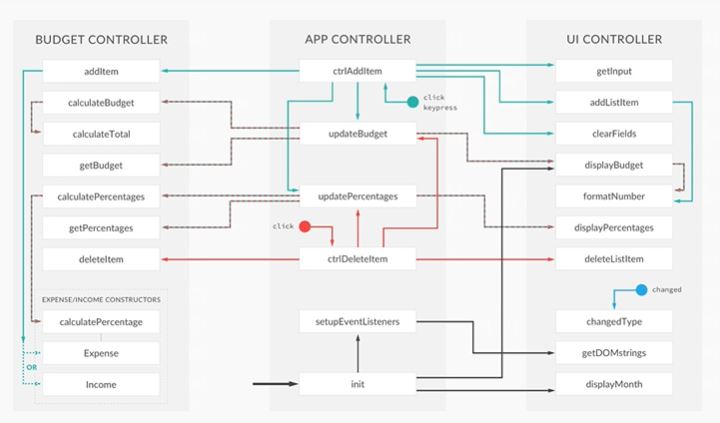 BUDGET CONTROLLER
addItem
calculateBudget
calculateTotal
getBudget
calculatePercentages
getPercentages
deleteItem
EXPENSE/INCOME CONSTRUCTORS
calculatePercentage
Expense
OR
Income
APP CONTROLLER
ctrlAddItem
click
keypress
updateBudget
updatePercentages
click
ctrlDeleteItem
setupEventListeners
init
UI CONTROLLER
getInput
addListItem
clearFields
displayBudget
formatNumber
displayPercentages
deleteListItem
changed
changedType
getDOMstrings
displayMonth